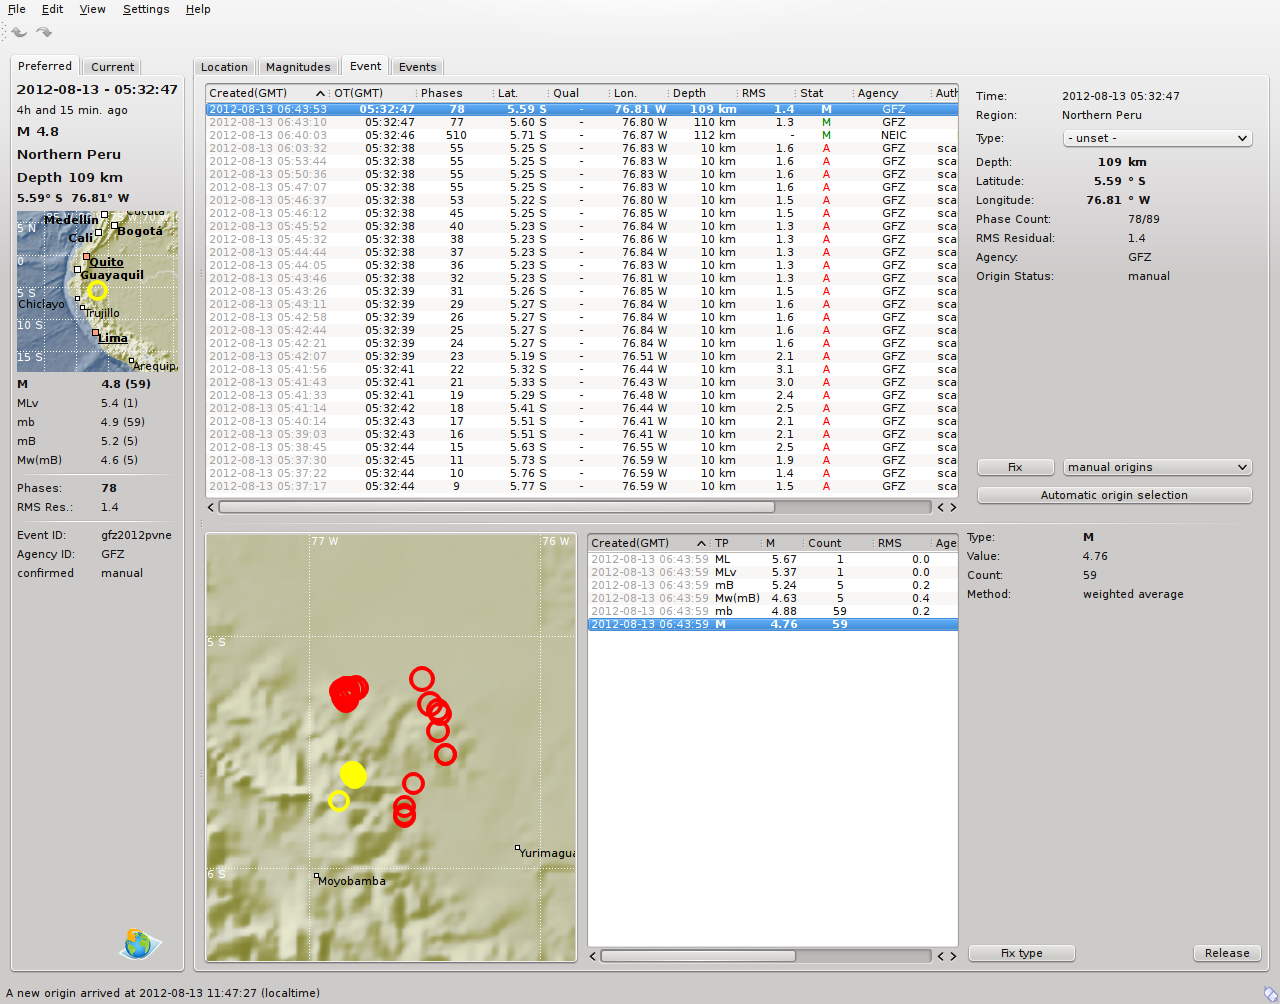 File Edit View Settings Help
Preferred Current
2012-08-13 - 05:32:47
4h and 15 min. ago
M 4.8
Northern Peru
Depth 109 km
5.59° S 76.81° W
Medellin
Cali
Bogotá
5 N
0
Quito
Guayaquil
5 S
Chiclayo
Trujillo
10 S
Lima
15 S
Arequip
M 4.8 (59)
MLv 5.4 (1)
mb 4.9 (59)
mB 5.2 (5)
Mw(mB) 4.6 (5)
Phases: 78
RMS Res.: 1.4
Event ID: gfz2012pvne
Agency ID: GFZ
confirmed manual
Location Magnitudes Event Events
Created(GMT) OT(GMT) Phases Lat. Qual Lon. Depth RMS Stat Agency Auth
2012-08-13 06:43:53 05:32:47 78 5.59 S - 76.81 W 109 km 1.4 M GFZ
2012-08-13 06:43:10 05:32:47 77 5.60 S - 76.80 W 110 km 1.3 M GFZ
2012-08-13 06:40:03 05:32:46 510 5.71 S - 76.87 W 112 km - M NEIC
2012-08-13 06:03:32 05:32:38 55 5.25 S - 76.83 W 10 km 1.6 A GFZ sca
2012-08-13 05:53:44 05:32:38 55 5.25 S - 76.83 W 10 km 1.6 A GFZ sca
2012-08-13 05:50:36 05:32:38 55 5.25 S - 76.83 W 10 km 1.6 A GFZ sca
2012-08-13 05:47:07 05:32:38 55 5.25 S - 76.83 W 10 km 1.6 A GFZ sca
2012-08-13 05:46:37 05:32:38 53 5.22 S - 76.80 W 10 km 1.5 A GFZ sca
2012-08-13 05:46:12 05:32:38 45 5.25 S - 76.85 W 10 km 1.6 A GFZ sca
2012-08-13 05:45:52 05:32:38 40 5.23 S - 76.84 W 10 km 1.3 A GFZ sca
2012-08-13 05:45:32 05:32:38 38 5.23 S - 76.86 W 10 km 1.3 A GFZ sca
2012-08-13 05:44:44 05:32:38 37 5.23 S - 76.84 W 10 km 1.3 A GFZ sca
2012-08-13 05:44:05 05:32:38 36 5.23 S - 76.83 W 10 km 1.3 A GFZ sca
2012-08-13 05:43:46 05:32:38 32 5.23 S - 76.81 W 10 km 1.3 A GFZ sca
2012-08-13 05:43:26 05:32:39 31 5.26 S - 76.85 W 10 km 1.5 A GFZ sca
2012-08-13 05:43:11 05:32:39 29 5.27 S - 76.84 W 10 km 1.6 A GFZ sca
2012-08-13 05:42:58 05:32:39 26 5.27 S - 76.84 W 10 km 1.6 A GFZ sca
2012-08-13 05:42:44 05:32:39 25 5.27 S - 76.84 W 10 km 1.6 A GFZ sca
2012-08-13 05:42:21 05:32:39 24 5.27 S - 76.84 W 10 km 1.6 A GFZ sca
2012-08-13 05:42:07 05:32:39 23 5.19 S - 76.51 W 10 km 2.1 A GFZ sca
2012-08-13 05:41:56 05:32:41 22 5.32 S - 76.44 W 10 km 3.1 A GFZ sca
2012-08-13 05:41:43 05:32:41 21 5.33 S - 76.43 W 10 km 3.0 A GFZ sca
2012-08-13 05:41:33 05:32:41 19 5.29 S - 76.48 W 10 km 2.4 A GFZ sca
2012-08-13 05:41:14 05:32:42 18 5.41 S - 76.44 W 10 km 2.5 A GFZ sca
2012-08-13 05:40:14 05:32:43 17 5.51 S - 76.41 W 10 km 2.1 A GFZ sca
2012-08-13 05:39:03 05:32:43 16 5.51 S - 76.41 W 10 km 2.1 A GFZ sca
2012-08-13 05:38:45 05:32:44 15 5.63 S - 76.55 W 10 km 2.5 A GFZ sca
2012-08-13 05:37:30 05:32:45 11 5.73 S - 76.59 W 10 km 1.9 A GFZ sca
2012-08-13 05:37:22 05:32:44 10 5.76 S - 76.59 W 10 km 1.4 A GFZ sca
2012-08-13 05:37:17 05:32:44 9 5.77 S - 76.59 W 10 km 1.5 A GFZ sca
Time: 2012-08-13 05:32:47
Region: Northern Peru
Type: - unset -
Depth: 109 km
Latitude: 5.59 ° S
Longitude: 76.81 ° W
Phase Count: 78/89
RMS Residual: 1.4
Agency: GFZ
Origin Status: manual
Fix manual origins
Automatic origin selection
77 W 76 W
5 S
6 S
Yurimagua
Moyobamba
Created(GMT) TP M Count RMS Age
2012-08-13 06:43:59 ML 5.67 1 0.0
2012-08-13 06:43:59 MLv 5.37 1 0.0
2012-08-13 06:43:59 mB 5.24 5 0.2
2012-08-13 06:43:59 Mw(mB) 4.63 5 0.4
2012-08-13 06:43:59 mb 4.88 59 0.2
2012-08-13 06:43:59 M 4.76 59
Type: M
Value: 4.76
Count: 59
Method: weighted average
Fix type Release
A new origin arrived at 2012-08-13 11:47:27 (localtime)